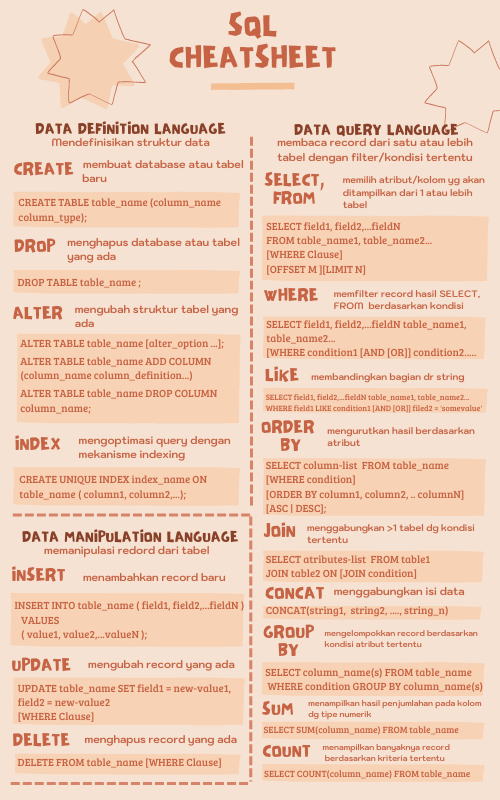 SQL
CHEATSHEET
DATA DEFINITION LANGUAGE
Mendefinisikan struktur data
CREATE membuat database atau tabel
baru
CREATE TABLE table_name (column_name
column_type);
DROP menghapus database atau tabel
yang ada
DROP TABLE table_name ;
ALTER mengubah struktur tabel yang
ada
ALTER TABLE table_name [alter_option ...];
ALTER TABLE table_name ADD COLUMN
(column_name column_definition...)
ALTER TABLE table_name DROP COLUMN
column_name;
INDEX mengoptimasi query dengan
mekanisme indexing
CREATE UNIQUE INDEX index_name ON
table_name ( column1, column2,...);
DATA MANIPULATION LANGUAGE
memanipulasi redord dari tabel
INSERT menambahkan record baru
INSERT INTO table_name ( field1, field2,...fieldN )
VALUES
( value1, value2,...valueN );
UPDATE mengubah record yang ada
UPDATE table_name SET field1 = new-value1,
field2 = new-value2
[WHERE Clause]
DELETE menghapus record yang ada
DELETE FROM table_name [WHERE Clause]
DATA QUERY LANGUAGE
membaca record dari satu atau lebih
tabel dengan filter/kondisi tertentu
SELECT,
FROM
memilih atribut/kolom yg akan
ditampilkan dari 1 atau lebih
tabel
SELECT field1, field2,...fieldN
FROM table_name1, table_name2...
[WHERE Clause]
[OFFSET M ][LIMIT N]
WHERE memfilter record hasil SELECT,
FROM berdasarkan kondisi
SELECT field1, field2,...fieldN table_name1,
table_name2...
[WHERE condition1 [AND [OR]] condition2.....
LIKE membandingkan bagian dr string
SELECT field1, field2,...fieldN table_name1, table_name2...
WHERE field1 LIKE condition1 [AND [OR]] filed2 = 'somevalue'
ORDER
BY
mengurutkan hasil berdasarkan
atribut
SELECT column-list FROM table_name
[WHERE condition]
[ORDER BY column1, column2, .. columnN]
[ASC | DESC];
JOIN menggabungkan >1 tabel dg kondisi
tertentu
SELECT atributes-list FROM table1
JOIN table2 ON [JOIN condition]
CONCAT menggabungkan isi data
CONCAT(string1, string2, ...., string_n)
GROUP
BY
mengelompokkan record berdasarkan
kondisi atribut tertentu
SELECT column_name(s) FROM table_name
WHERE condition GROUP BY column_name(s)
SUM menampilkan hasil penjumlahan pada kolom
dg tipe numerik
SELECT SUM(column_name) FROM table_name
COUNT menampilkan banyaknya record
berdasarkan kriteria tertentu
SELECT COUNT(column_name) FROM table_name